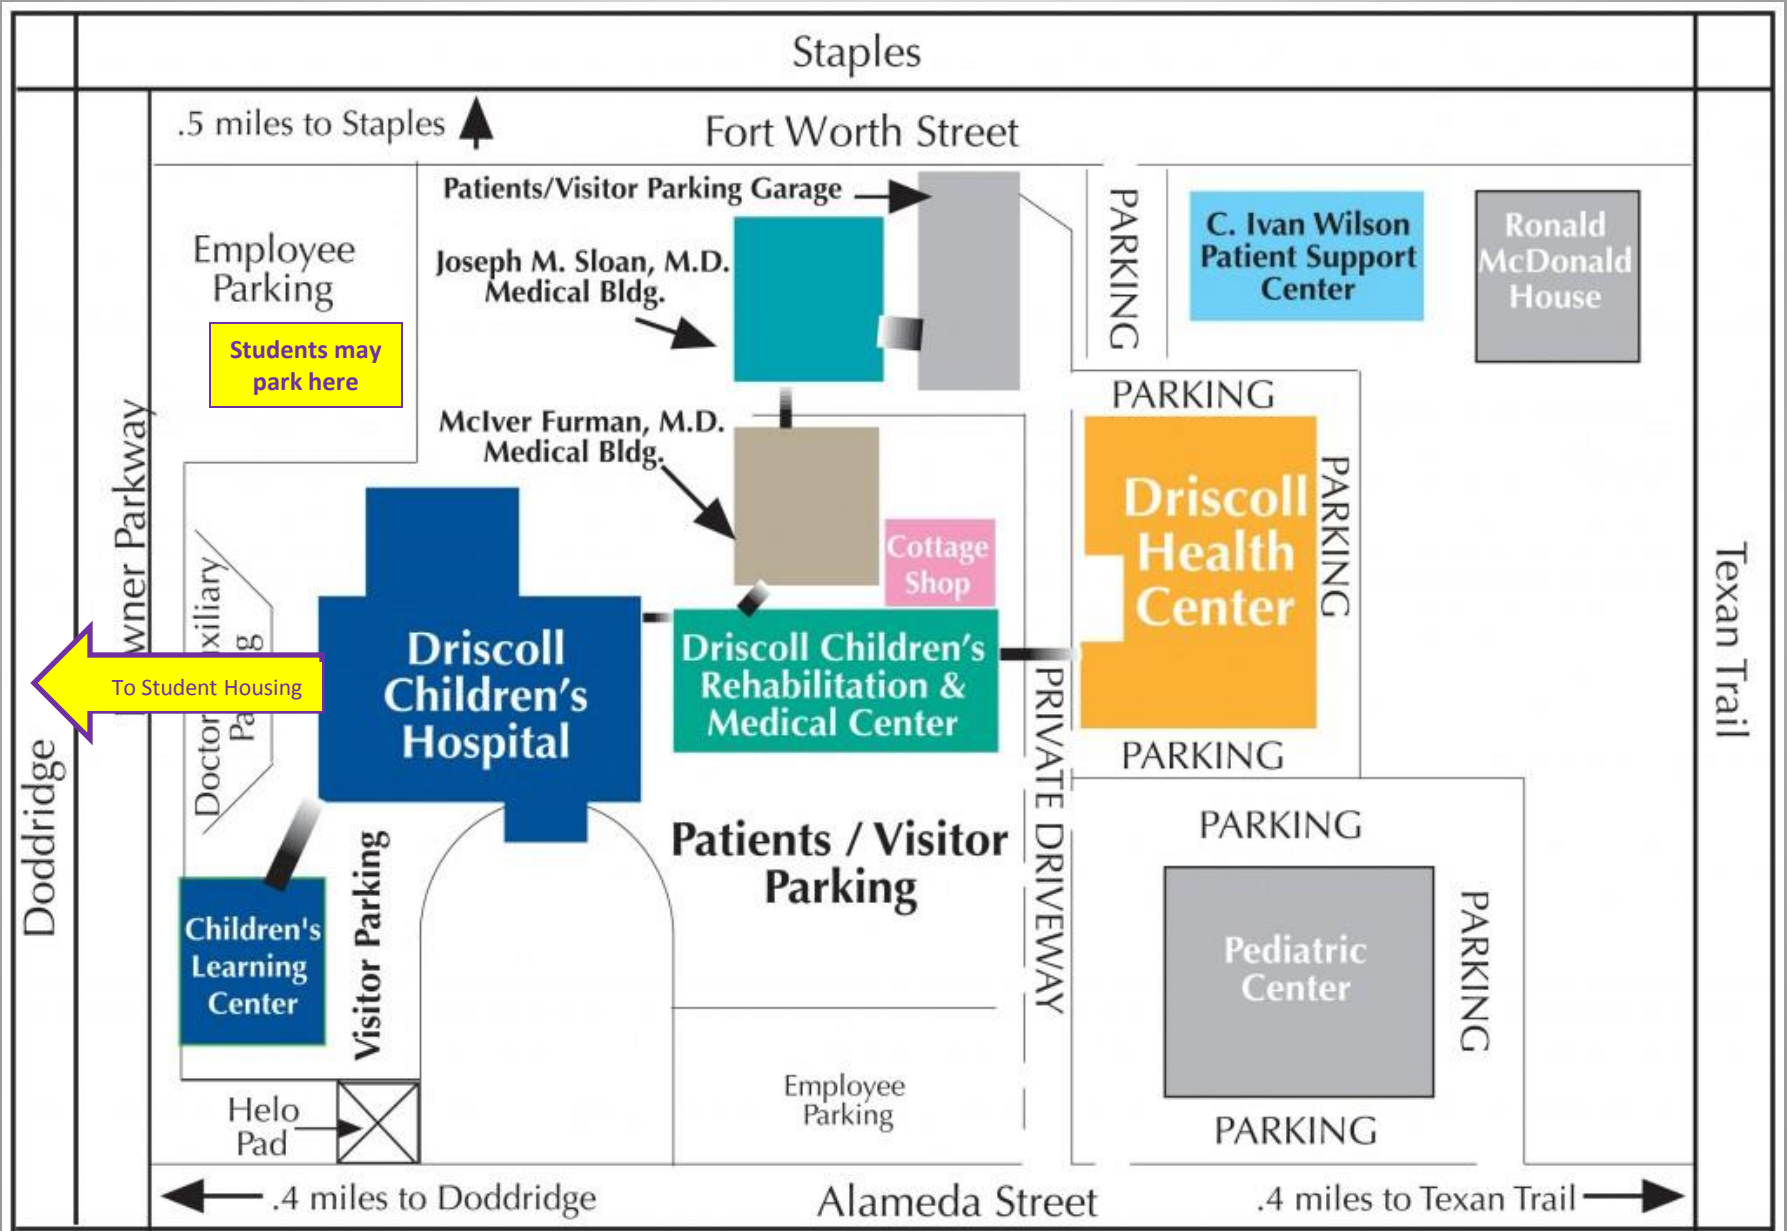 Staples
.5 miles to Staples
Fort Worth Street
Patients/Visitor Parking Garage
Employee
Parking
Students may
park here
Joseph M. Sloan, M.D.
Medical Bldg.
PARKING
C. Ivan Wilson
Patient Support
Center
Ronald
McDonald
House
McIver Furman, M.D.
Medical Bldg.
PARKING
Driscoll
Health
Center
PARKING
PARKING
Cottage
Shop
Parkway
Doctor
To Student Housing
Driscoll
Children's
Hospital
Driscoll Children's
Rehabilitation &
Medical Center
PRIVATE DRIVEWAY
Texan Trail
Doddridge
Children's
Learning
Center
Visitor Parking
Patients / Visitor
Parking
PARKING
Pediatric
Center
PARKING
PARKING
Helo
Pad
Employee
Parking
.4 miles to Doddridge
Alameda Street
.4 miles to Texan Trail